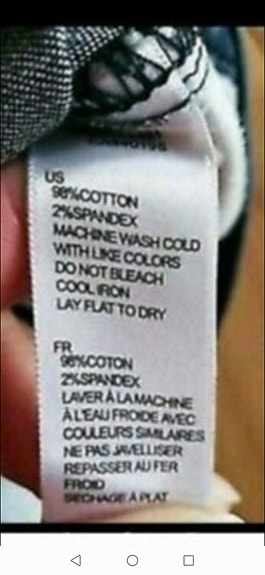 US
98%COTTON
2%SPANDEX
MACHINE WASH COLD
WITH LIKE COLORS
DO NOT BLEACH
COOL IRON
LAY FLAT TO DRY
FR
98%COTON
2%SPANDEX
LAVER À LA MACHINE
À L'EAU FROIDE AVEC
COULEURS SIMILAIRES
NE PAS JAVELLISER
REPASSER AU FER
FROID
SECHAGE À PLAT